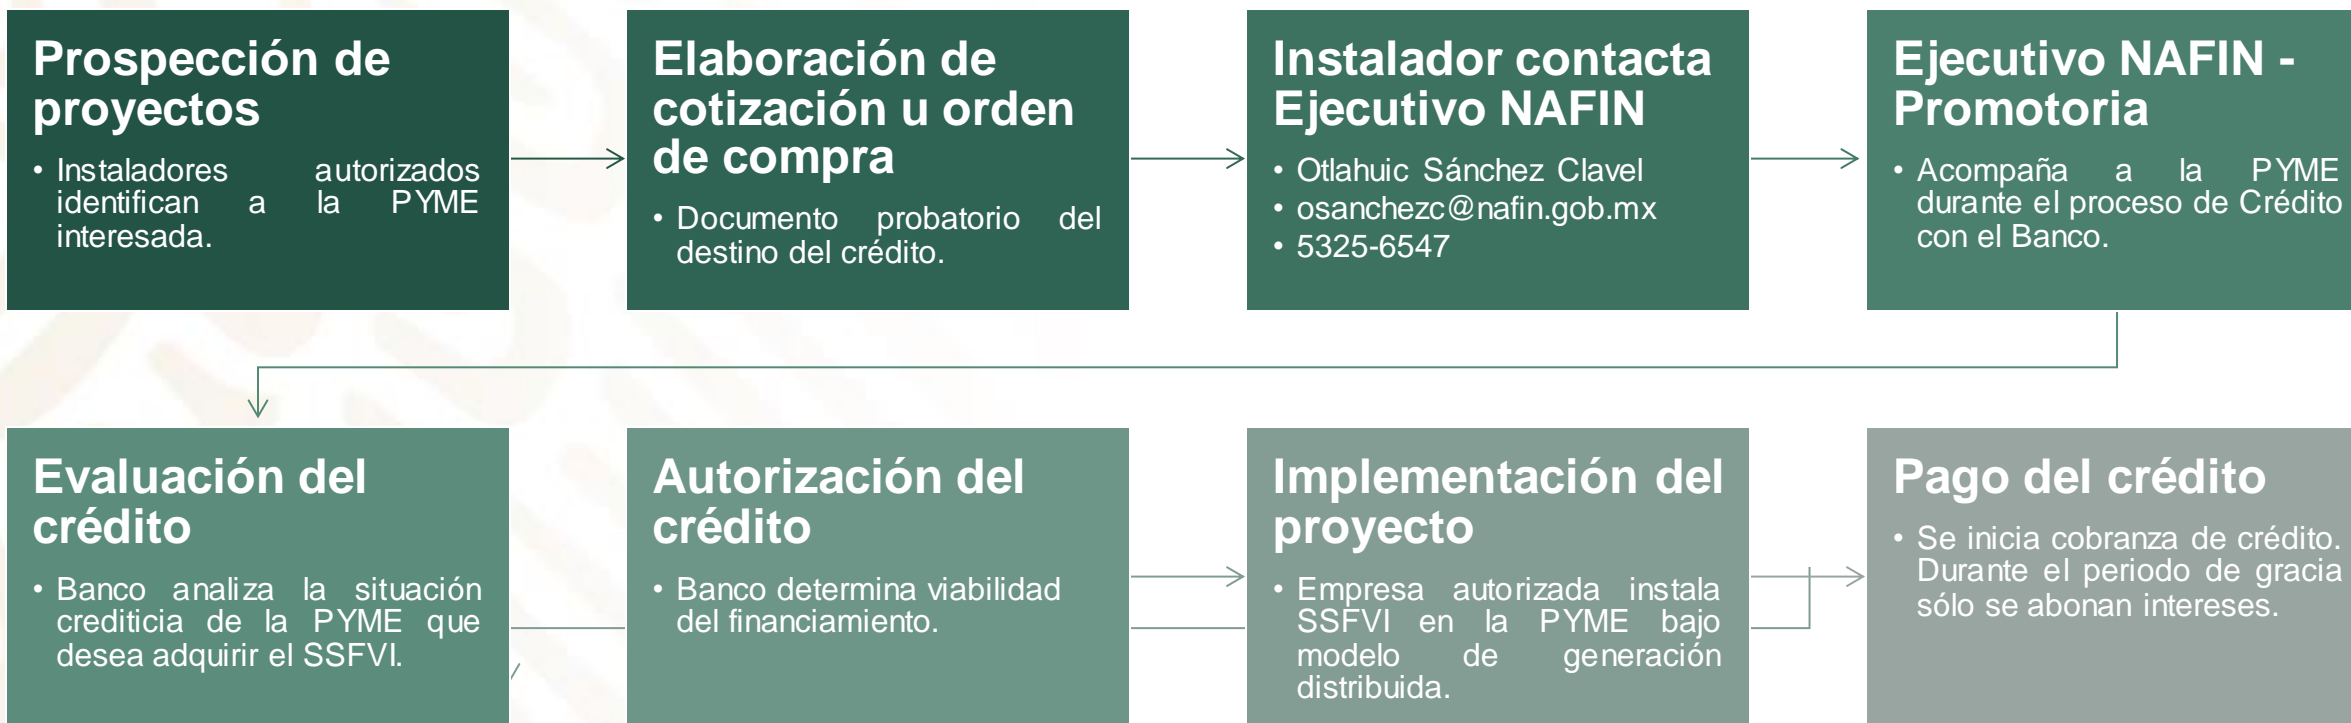 Prospección de
proyectos
• Instaladores autorizados
identifican a la PYME
interesada.
Elaboración de
cotización u orden
de compra
• Documento probatorio del
destino del crédito.
Instalador contacta
Ejecutivo NAFIN
• Otlahuic Sánchez Clavel
• osanchezc@nafin.gob.mx
• 5325-6547
Ejecutivo NAFIN -
Promotoria
• Acompaña a la PYME
durante el proceso de Crédito
con el Banco.
Evaluación del
crédito
• Banco analiza la situación
crediticia de la PYME que
desea adquirir el SSFVI.
Autorización del
crédito
• Banco determina viabilidad
del financiamiento.
Implementación del
proyecto
• Empresa autorizada instala
SSFVI en la PYME bajo
modelo de generación
distribuida.
Pago del crédito
• Se inicia cobranza de crédito.
Durante el periodo de gracia
sólo se abonan intereses.